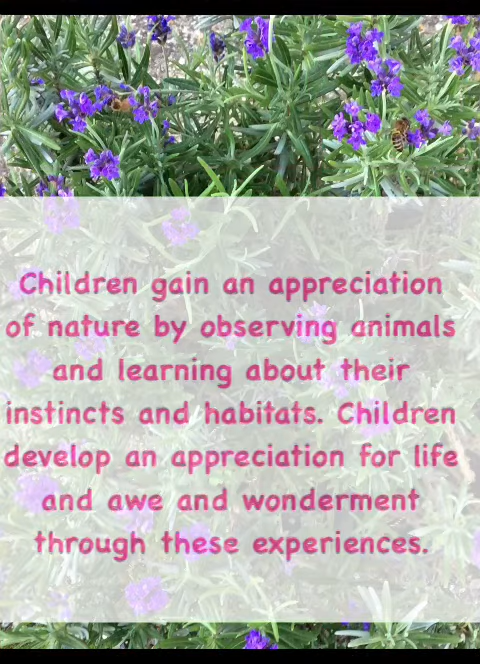 Children gain an appreciation
of nature by observing animals
and learning about their
instincts and habitats. Children
develop an appreciation for life
and awe and wonderment
through these experiences.